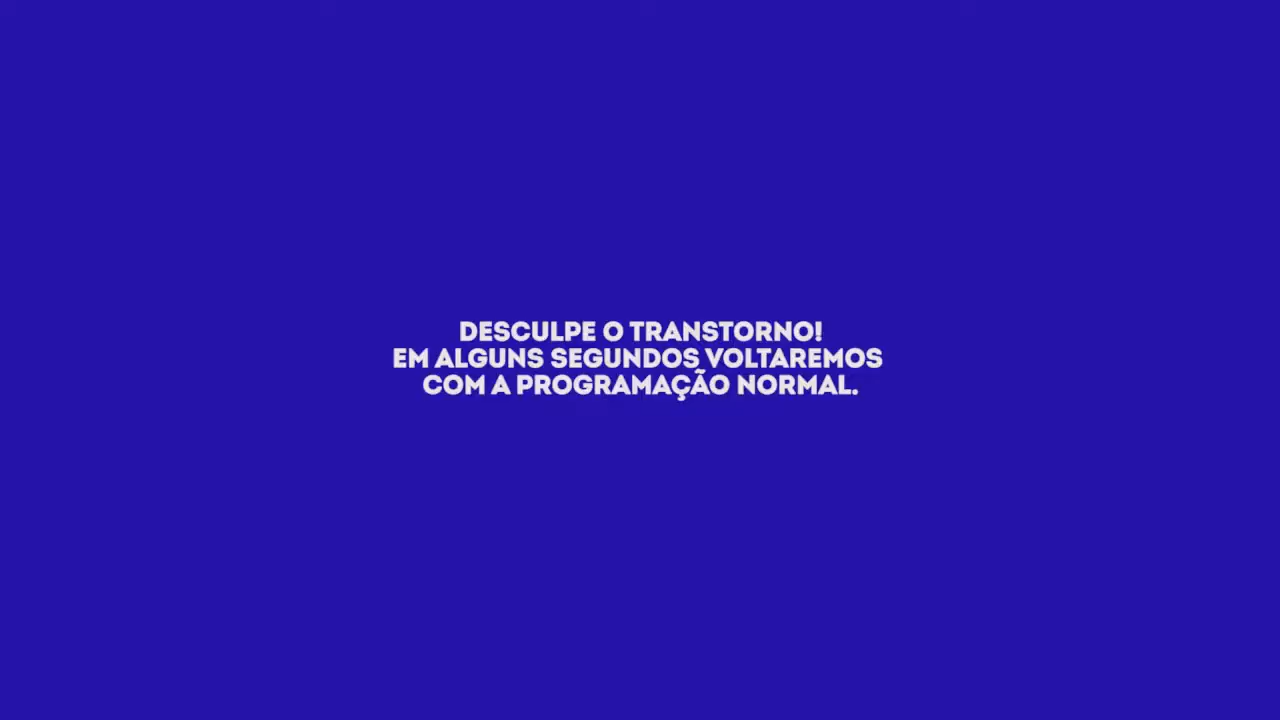 DESCULPE O TRANSTORNO!
EM ALGUNS SEGUNDOS VOLTAREMOS
COM A PROGRAMAÇÃO NORMAL.